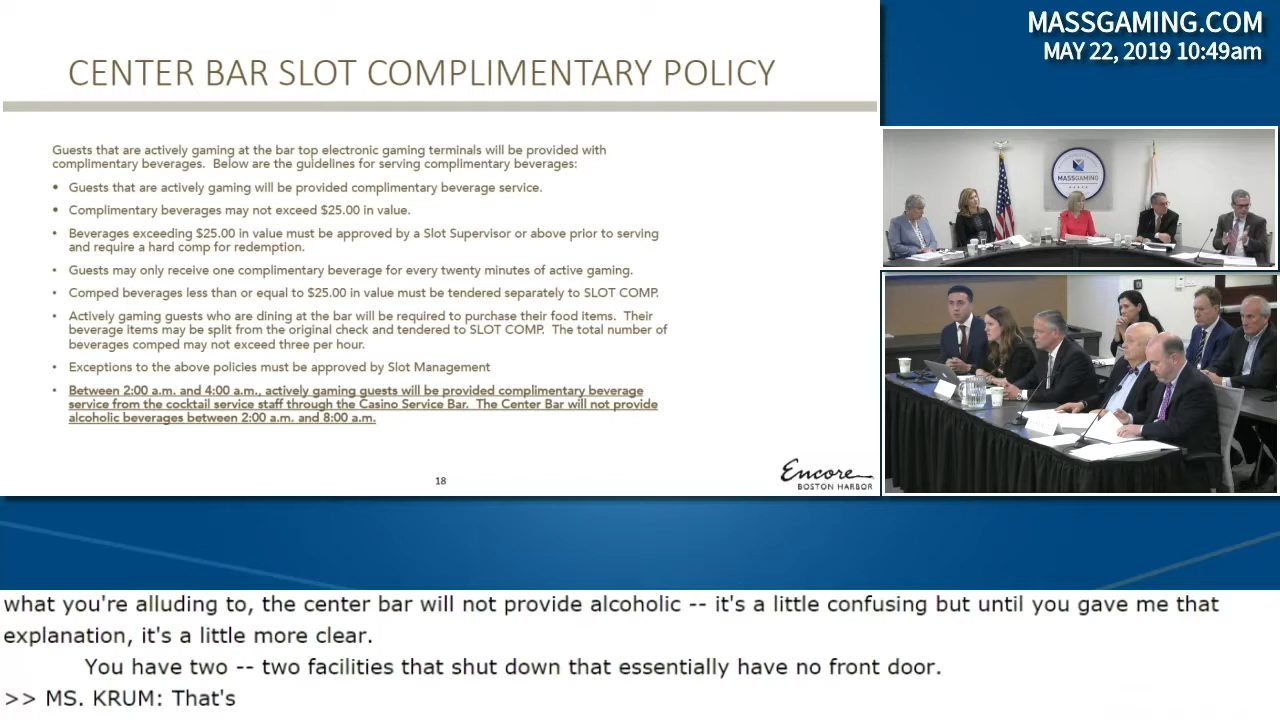 MASSGAMING.COM
MAY 22, 2019 10:49am
CENTER BAR SLOT COMPLIMENTARY POLICY
Guests that are actively gaming at the bar top electronic gaming terminals will be provided with
complimentary beverages. Below are the guidelines for serving complimentary beverages:
• Guests that are actively gaming will be provided complimentary beverage service.
• Complimentary beverages may not exceed $25.00 in value.
• Beverages exceeding $25.00 in value must be approved by a Slot Supervisor or above prior to serving
and require a hard comp for redemption.
• Guests may only receive one complimentary beverage for every twenty minutes of active gaming.
• Comped beverages less than or equal to $25.00 in value must be tendered separately to SLOT COMP.
• Actively gaming guests who are dining at the bar will be required to purchase their food items. Their
beverage items may be split from the original check and tendered to SLOT COMP. The total number of
beverages comped may not exceed three per hour.
• Exceptions to the above policies must be approved by Slot Management
• Between 2:00 a.m. and 4:00 a.m., actively gaming guests will be provided complimentary beverage
service from the cocktail service staff through the Casino Service Bar. The Center Bar will not provide
alcoholic beverages between 2:00 a.m. and 8:00 a.m.
18
Encore
BOSTON HARBOR
MASSGAMING
what you're alluding to, the center bar will not provide alcoholic -- it's a little confusing but until you gave me that
explanation, it's a little more clear.
You have two -- two facilities that shut down that essentially have no front door.
>> MS. KRUM: That's